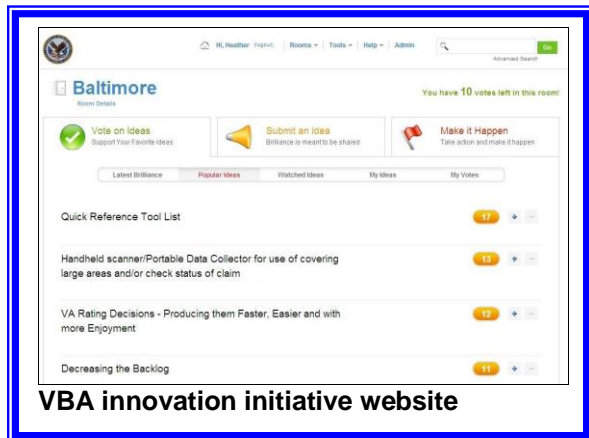 Hi, Heather (logout) Rooms Tools Help Admin
Go
Advanced Search
Baltimore
Room Details
You have 10 votes left in this room!
Vote on Ideas
Support Your Favorite Ideas
Submit an Idea
Brilliance is meant to be shared
Make it Happen
Take action and make it happen
Latest Brilliance Popular Ideas Watched Ideas My Ideas My Votes
Quick Reference Tool List
17
Handheld scanner/Portable Data Collector for use of covering
large areas and/or check status of claim
13
VA Rating Decisions - Producing them Faster, Easier and with
more Enjoyment
12
Decreasing the Backlog
11
VBA innovation initiative website